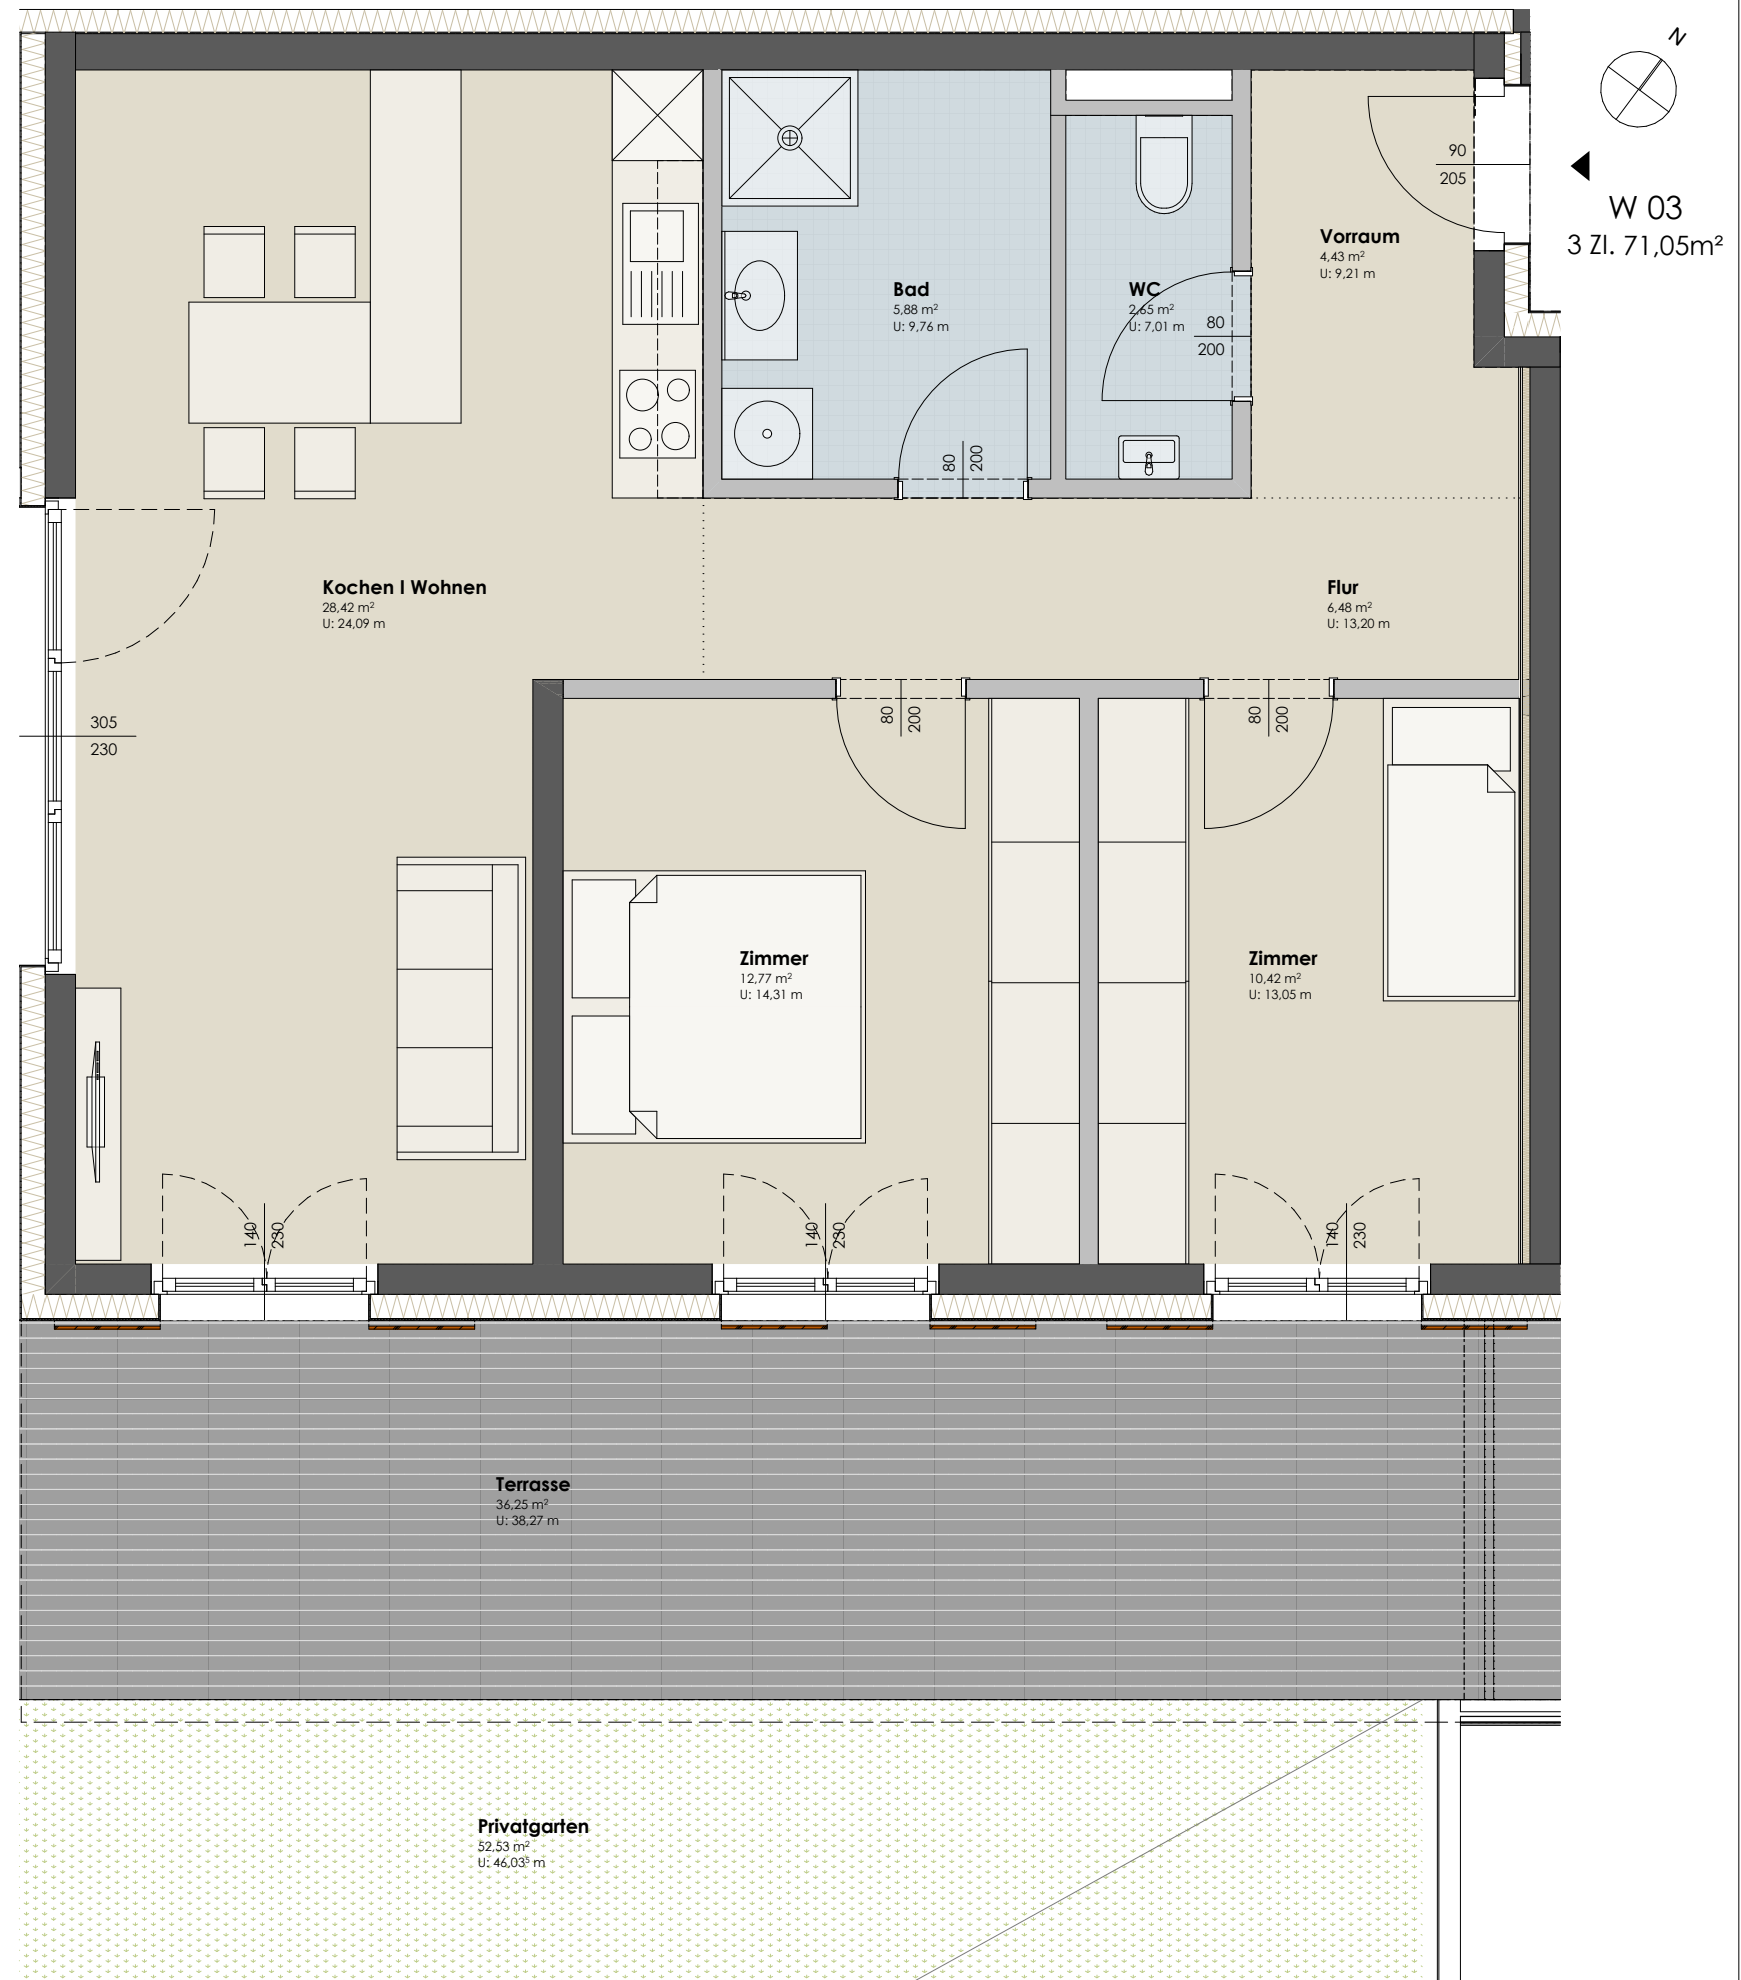 N
W 03
3 ZI. 71,05m²
90
205
Vorraum
4,43 m²
U: 9,21 m
Bad
5,88 m²
U: 9,76 m
WC
2,65 m²
U: 7,01 m
80
200
80
200
Kochen I Wohnen
28,42 m²
U: 24,09 m
Flur
6,48 m²
U: 13,20 m
305
230
80
200
80
200
Zimmer
12,77 m²
U: 14,31 m
Zimmer
10,42 m²
U: 13,05 m
140
230
140
230
140
230
Terrasse
36,25 m²
U: 38,27 m
Privatgarten
52,53 m²
U: 46,03⁵ m